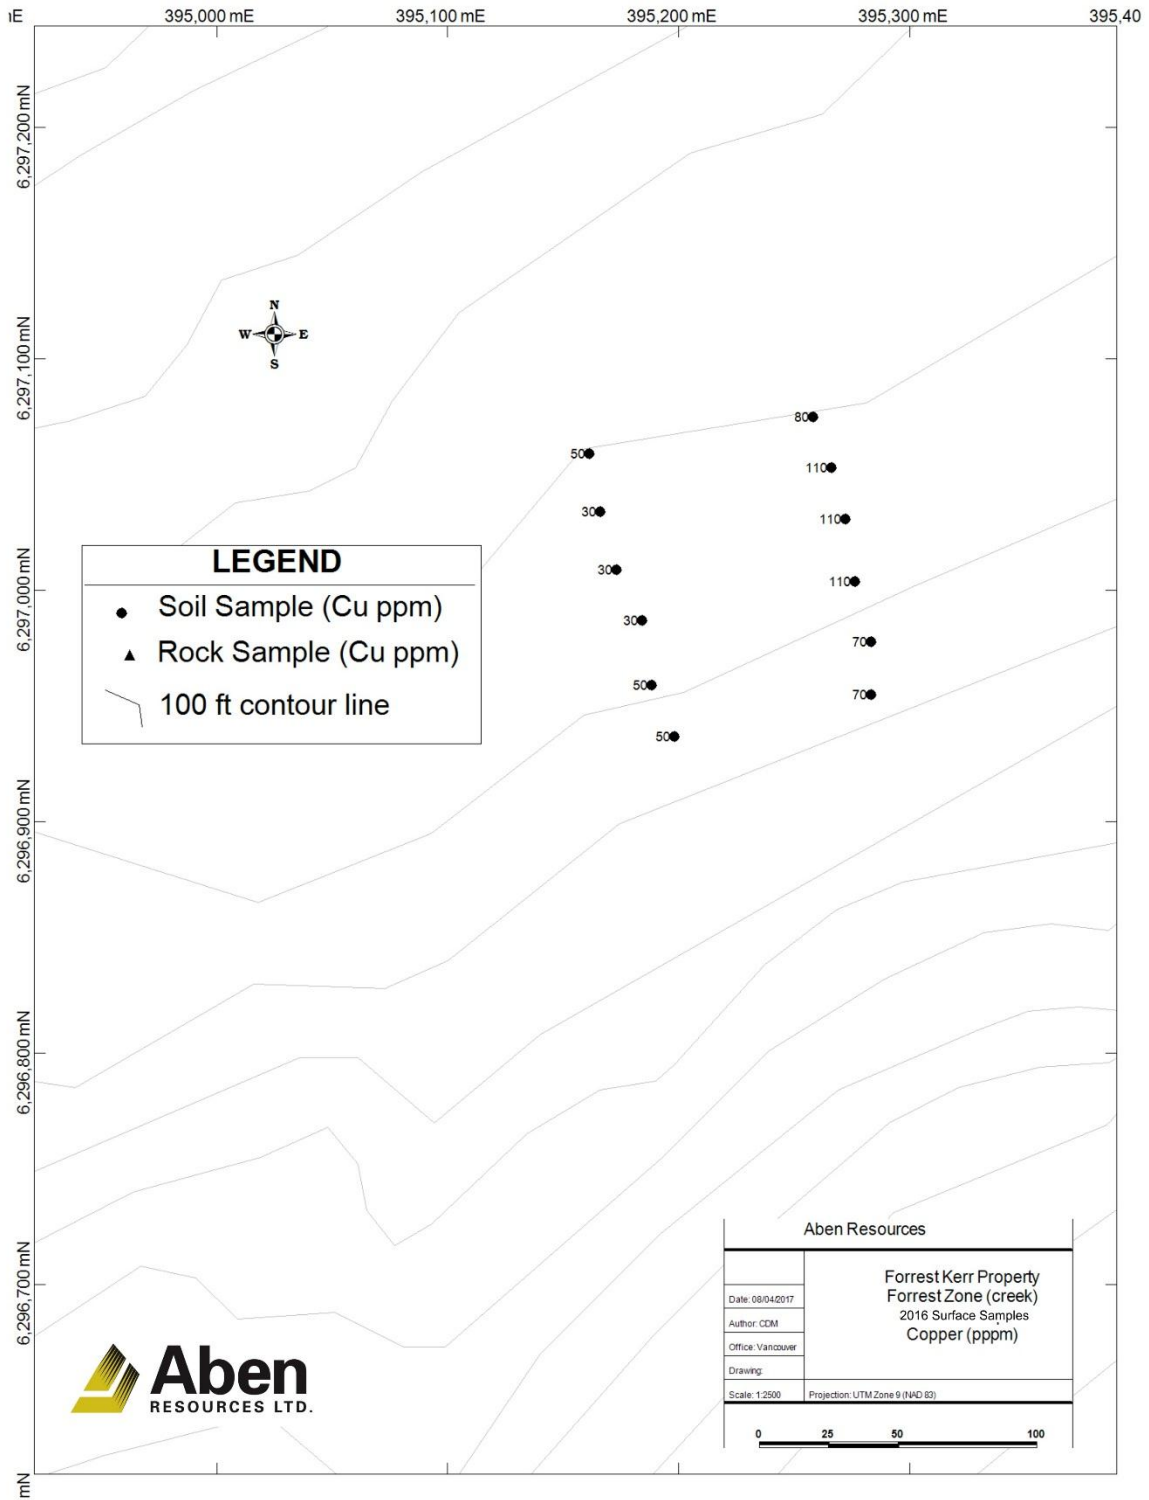 ıE 395,000 mE 395,100 mE 395,200 mE 395,300 mE 395,40
6,297,200 mN
6,297,100 mN
6,297,000 mN
6,296,900 mN
6,296,800 mN
6,296,700 mN
mN
N
W E
S
80
50
110
30
110
30
110
30
70
50
70
50
LEGEND
Soil Sample (Cu ppm)
Rock Sample (Cu ppm)
100 ft contour line
Aben
RESOURCES LTD.
Aben Resources
Forrest Kerr Property
Forrest Zone (creek)
2016 Surface Samples
Copper (pppm)
Date: 08/04/2017
Author: CDM
Office: Vancouver
Drawing:
Scale: 1:2500 Projection: UTM Zone 9 (NAD 83)
0 25 50 100